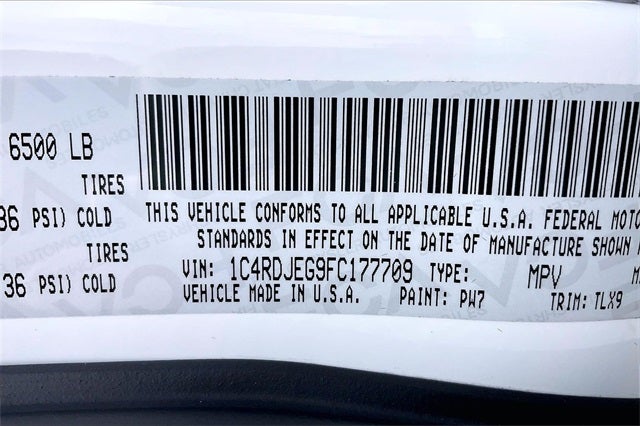 6500 LB
TIRES
36 PSI) COLD
THIS VEHICLE CONFORMS TO ALL APPLICABLE U.S.A. FEDERAL
STANDARDS IN EFFECT ON THE DATE OF MANUFACTURE SHOWN
TIRES
36 PSI) COLD
VIN: 1C4RDJEG9FC177709 TYPE: MPV
VEHICLE MADE IN U.S.A. PAINT: PW7 TRIM: TLX9